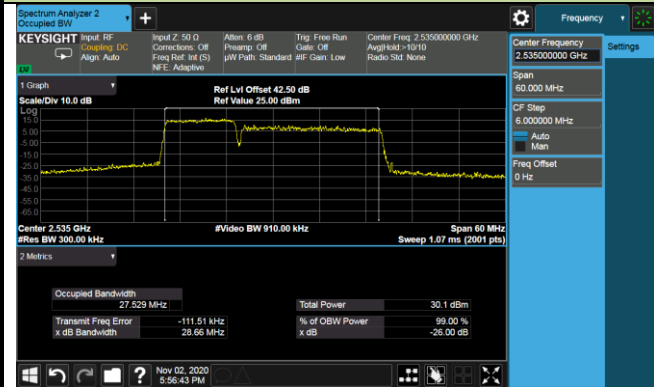 Spectrum Analyzer 2
Occupied BW
+
Frequency
KEYSIGHT
Input: RF
Coupling: DC
Align: Auto
Input Z: 50 Ω
Corrections: Off
Freq Ref: Int (S)
NFE: Adaptive
Atten: 6 dB
Preamp: Off
µW Path: Standard
Trig: Free Run
Gate: Off
#IF Gain: Low
Center Freq: 2.535000000 GHz
Avg|Hold:>10/10
Radio Std: None
Center Frequency
2.535000000 GHz
Settings
Span
60.000 MHz
CF Step
6.000000 MHz
Auto
Man
Freq Offset
0 Hz
1 Graph
Scale/Div 10.0 dB
Ref Lvl Offset 42.50 dB
Ref Value 25.00 dBm
Log
15.0
5.00
-5.00
-15.0
-25.0
-35.0
-45.0
-55.0
-65.0
Center 2.535 GHz
#Res BW 300.00 kHz
#Video BW 910.00 kHz
Span 60 MHz
Sweep 1.07 ms (2001 pts)
2 Metrics
Occupied Bandwidth
27.529 MHz
Total Power 30.1 dBm
Transmit Freq Error -111.51 kHz
% of OBW Power 99.00 %
x dB Bandwidth 28.66 MHz
x dB -26.00 dB
?
Nov 02, 2020
5:56:43 PM